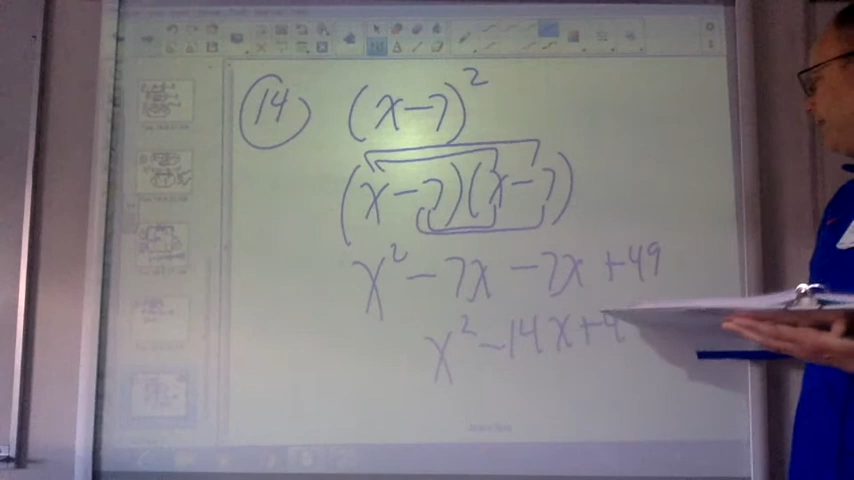 14 (x-7)²
(x-7)(x-7)
x² - 7x - 7x + 49
x² - 14x + 4